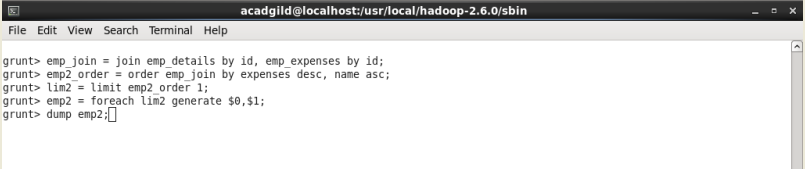 acadgild@localhost:/usr/local/hadoop-2.6.0/sbin
File Edit View Search Terminal Help
grunt> emp_join = join emp_details by id, emp_expenses by id;
grunt> emp2_order = order emp_join by expenses desc, name asc;
grunt> lim2 = limit emp2_order 1;
grunt> emp2 = foreach lim2 generate $0,$1;
grunt> dump emp2;